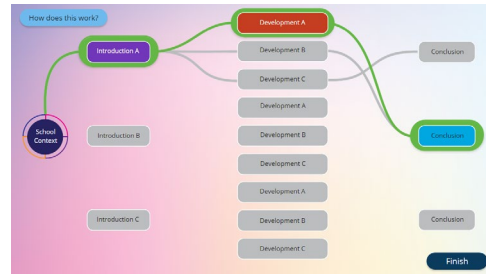 How does this work?
School
Context
Introduction A
Introduction B
Introduction C
Development A
Development B
Development C
Development A
Development B
Development C
Development A
Development B
Development C
Conclusion
Conclusion
Conclusion
Finish